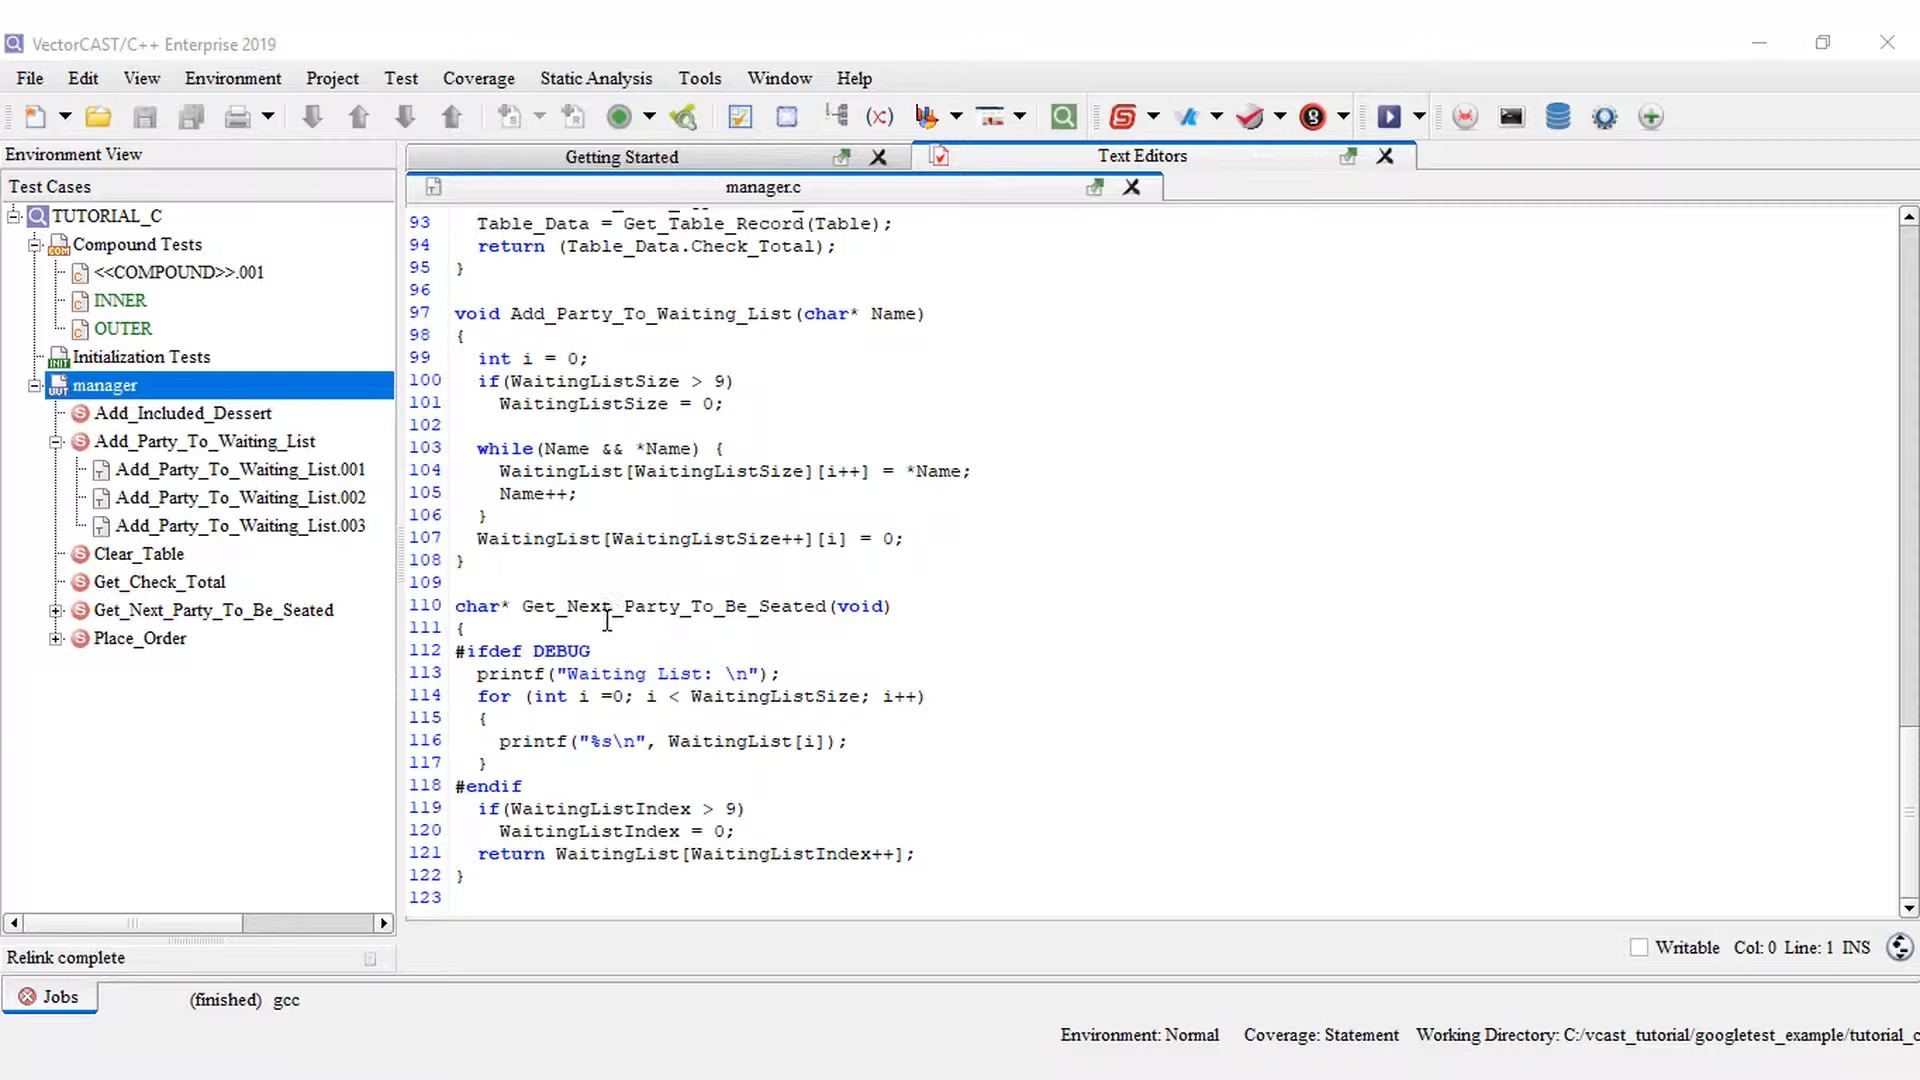 VectorCAST/C++ Enterprise 2019
File Edit View Environment Project Test Coverage Static Analysis Tools Window Help
Environment View
Test Cases
TUTORIAL_C
Compound Tests
<<COMPOUND>>.001
INNER
OUTER
Initialization Tests
manager
Add_Included_Dessert
Add_Party_To_Waiting_List
Add_Party_To_Waiting_List.001
Add_Party_To_Waiting_List.002
Add_Party_To_Waiting_List.003
Clear_Table
Get_Check_Total
Get_Next_Party_To_Be_Seated
Place_Order
Relink complete
Getting Started Text Editors
manager.c
93 Table_Data = Get_Table_Record(Table);
94 return (Table_Data.Check_Total);
95 }
96
97 void Add_Party_To_Waiting_List(char* Name)
98 {
99 int i = 0;
100 if(WaitingListSize > 9)
101 WaitingListSize = 0;
102
103 while(Name && *Name) {
104 WaitingList[WaitingListSize][i++] = *Name;
105 Name++;
106 }
107 WaitingList[WaitingListSize++][i] = 0;
108 }
109
110 char* Get_Next_Party_To_Be_Seated(void)
111 {
112 #ifdef DEBUG
113 printf("Waiting List: \n");
114 for (int i =0; i < WaitingListSize; i++)
115 {
116 printf("%s\n", WaitingList[i]);
117 }
118 #endif
119 if(WaitingListIndex > 9)
120 WaitingListIndex = 0;
121 return WaitingList[WaitingListIndex++];
122 }
123
Writable Col: 0 Line: 1 INS
Jobs (finished) gcc
Environment: Normal Coverage: Statement Working Directory: C:/vcast_tutorial/googletest_example/tutorial_c